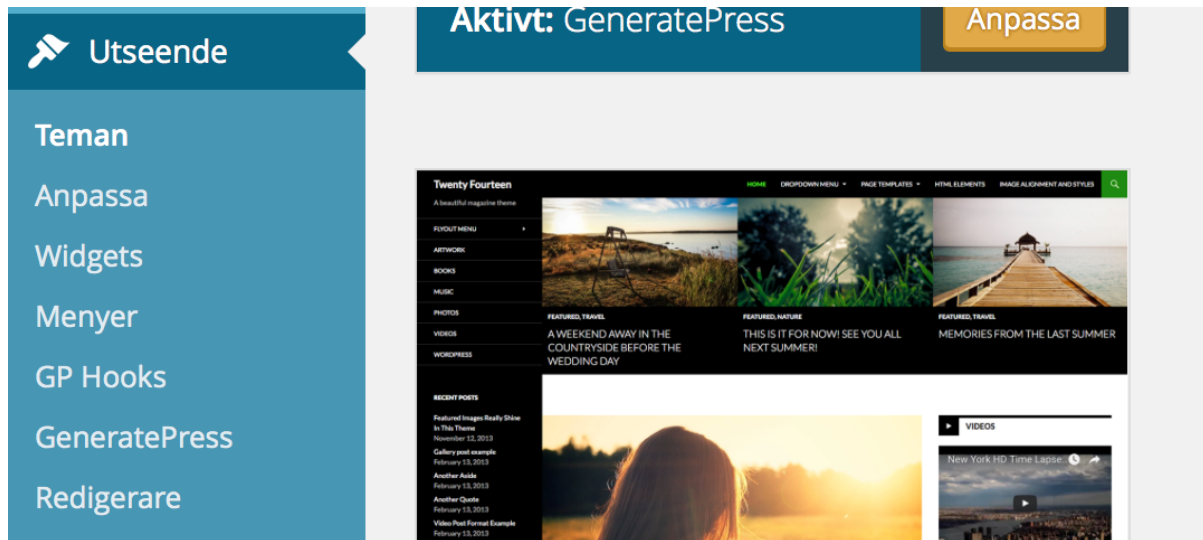 Utseende
Teman
Anpassa
Widgets
Menyer
GP Hooks
GeneratePress
Redigerare
Aktivt: GeneratePress
Anpassa
Twenty Fourteen
A beautiful magazine theme
HOME DROPDOWN MENU PAGE TEMPLATES HTML ELEMENTS IMAGE ALIGNMENT AND STYLES
FLYOUT MENU
ARTWORK
BOOKS
MUSIC
PHOTOS
VIDEOS
WORDPRESS
FEATURED, TRAVEL
A WEEKEND AWAY IN THE
COUNTRYSIDE BEFORE THE
WEDDING DAY
FEATURED, NATURE
THIS IS IT FOR NOW! SEE YOU ALL
NEXT SUMMER!
FEATURED, TRAVEL
MEMORIES FROM THE LAST SUMMER
RECENT POSTS
Featured Images Really Shine
In This Theme
November 12, 2013
Gallery post example
February 13, 2013
Another Aside
February 13, 2013
Another Quote
February 13, 2013
Video Post Format Example
February 13, 2013
VIDEOS
New York HD Time Lapse